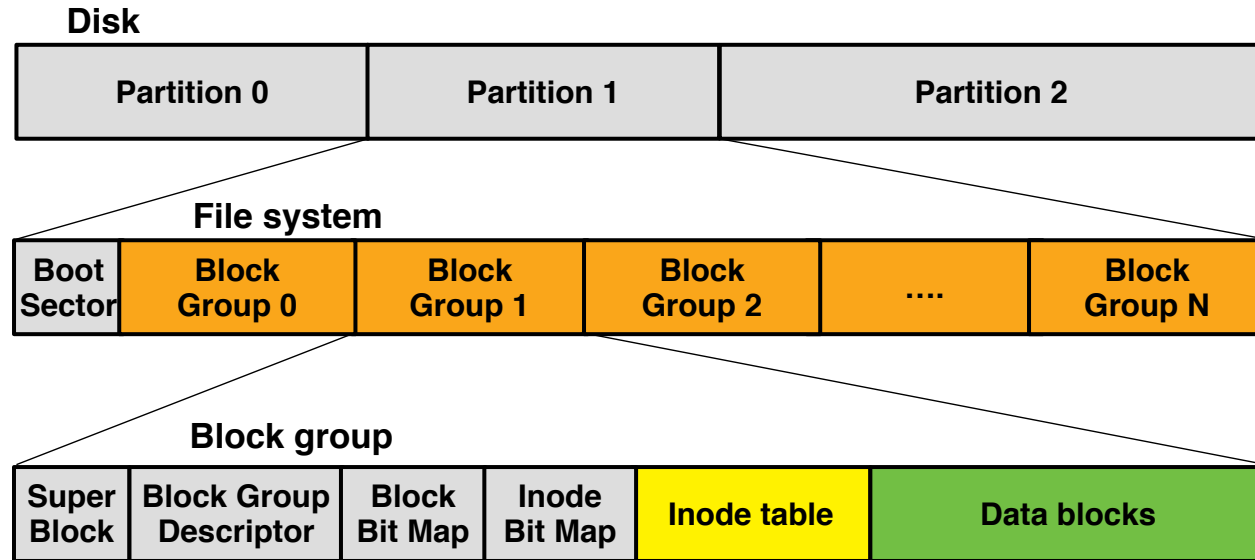 Disk
Partition 0
Partition 1
Partition 2
File system
Boot
Sector
Block
Group 0
Block
Group 1
Block
Group 2
....
Block
Group N
Block group
Super
Block
Block Group
Descriptor
Block
Bit Map
Inode
Bit Map
Inode table
Data blocks